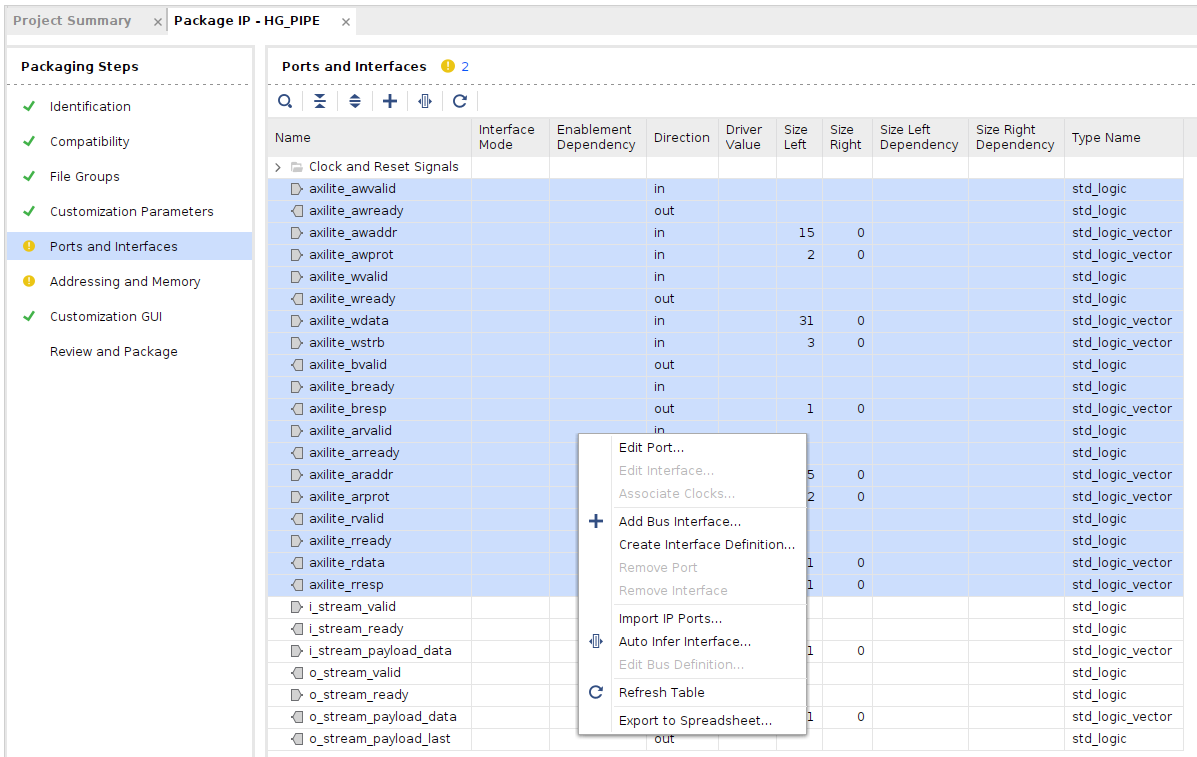 Project Summary × Package IP - HG_PIPE ×
Packaging Steps
Identification
Compatibility
File Groups
Customization Parameters
Ports and Interfaces
Addressing and Memory
Customization GUI
Review and Package
Ports and Interfaces 2
Name Interface Mode Enablement Dependency Direction Driver Value Size Left Size Right Size Left Dependency Size Right Dependency Type Name
Clock and Reset Signals
axilite_awvalid in std_logic
axilite_awready out std_logic
axilite_awaddr in 15 0 std_logic_vector
axilite_awprot in 2 0 std_logic_vector
axilite_wvalid in std_logic
axilite_wready out std_logic
axilite_wdata in 31 0 std_logic_vector
axilite_wstrb in 3 0 std_logic_vector
axilite_bvalid out std_logic
axilite_bready in std_logic
axilite_bresp out 1 0 std_logic_vector
axilite_arvalid in std_logic
axilite_arready std_logic
axilite_araddr 5 0 std_logic_vector
axilite_arprot 2 0 std_logic_vector
axilite_rvalid std_logic
axilite_rready std_logic
axilite_rdata 1 0 std_logic_vector
axilite_rresp 1 0 std_logic_vector
i_stream_valid std_logic
i_stream_ready std_logic
i_stream_payload_data 1 0 std_logic_vector
o_stream_valid std_logic
o_stream_ready std_logic
o_stream_payload_data 1 0 std_logic_vector
o_stream_payload_last out std_logic
Edit Port...
Edit Interface...
Associate Clocks...
Add Bus Interface...
Create Interface Definition...
Remove Port
Remove Interface
Import IP Ports...
Auto Infer Interface...
Edit Bus Definition...
Refresh Table
Export to Spreadsheet...